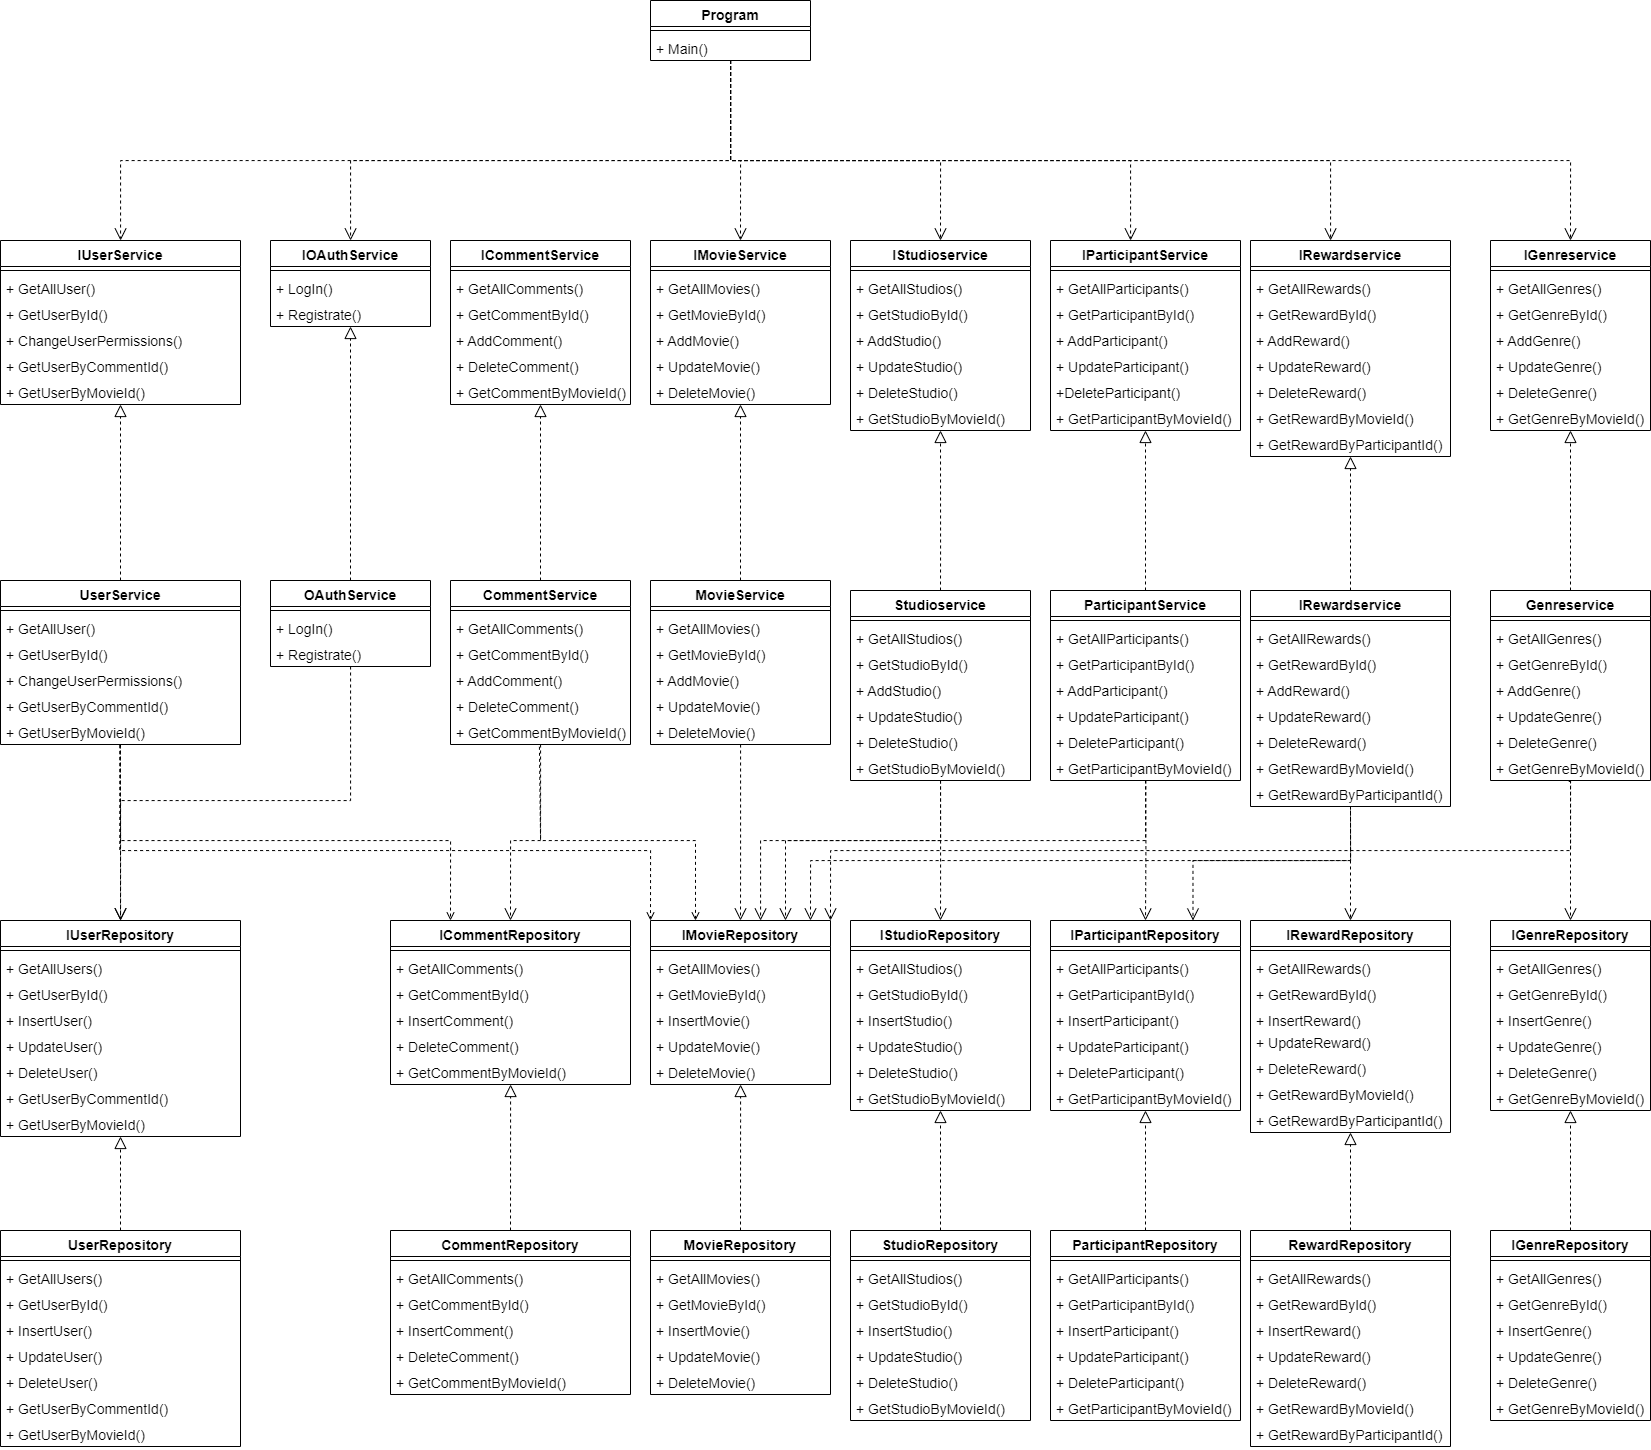 Program
+ Main()
IUserService
+ GetAllUser()
+ GetUserById()
+ ChangeUserPermissions()
+ GetUserByCommentId()
+ GetUserByMovieId()
IOAuthService
+ LogIn()
+ Registrate()
ICommentService
+ GetAllComments()
+ GetCommentById()
+ AddComment()
+ DeleteComment()
+ GetCommentByMovieId()
IMovieService
+ GetAllMovies()
+ GetMovieById()
+ AddMovie()
+ UpdateMovie()
+ DeleteMovie()
IStudioservice
+ GetAllStudios()
+ GetStudioById()
+ AddStudio()
+ UpdateStudio()
+ DeleteStudio()
+ GetStudioByMovieId()
IParticipantService
+ GetAllParticipants()
+ GetParticipantById()
+ AddParticipant()
+ UpdateParticipant()
+DeleteParticipant()
+ GetParticipantByMovieId()
IRewardservice
+ GetAllRewards()
+ GetRewardById()
+ AddReward()
+ UpdateReward()
+ DeleteReward()
+ GetRewardByMovieId()
+ GetRewardByParticipantId()
IGenreservice
+ GetAllGenres()
+ GetGenreById()
+ AddGenre()
+ UpdateGenre()
+ DeleteGenre()
+ GetGenreByMovieId()
UserService
+ GetAllUser()
+ GetUserById()
+ ChangeUserPermissions()
+ GetUserByCommentId()
+ GetUserByMovieId()
OAuthService
+ LogIn()
+ Registrate()
CommentService
+ GetAllComments()
+ GetCommentById()
+ AddComment()
+ DeleteComment()
+ GetCommentByMovieId()
MovieService
+ GetAllMovies()
+ GetMovieById()
+ AddMovie()
+ UpdateMovie()
+ DeleteMovie()
Studioservice
+ GetAllStudios()
+ GetStudioById()
+ AddStudio()
+ UpdateStudio()
+ DeleteStudio()
+ GetStudioByMovieId()
ParticipantService
+ GetAllParticipants()
+ GetParticipantById()
+ AddParticipant()
+ UpdateParticipant()
+ DeleteParticipant()
+ GetParticipantByMovieId()
IRewardservice
+ GetAllRewards()
+ GetRewardById()
+ AddReward()
+ UpdateReward()
+ DeleteReward()
+ GetRewardByMovieId()
+ GetRewardByParticipantId()
Genreservice
+ GetAllGenres()
+ GetGenreById()
+ AddGenre()
+ UpdateGenre()
+ DeleteGenre()
+ GetGenreByMovieId()
IUserRepository
+ GetAllUsers()
+ GetUserById()
+ InsertUser()
+ UpdateUser()
+ DeleteUser()
+ GetUserByCommentId()
+ GetUserByMovieId()
ICommentRepository
+ GetAllComments()
+ GetCommentById()
+ InsertComment()
+ DeleteComment()
+ GetCommentByMovieId()
IMovieRepository
+ GetAllMovies()
+ GetMovieById()
+ InsertMovie()
+ UpdateMovie()
+ DeleteMovie()
IStudioRepository
+ GetAllStudios()
+ GetStudioById()
+ InsertStudio()
+ UpdateStudio()
+ DeleteStudio()
+ GetStudioByMovieId()
IParticipantRepository
+ GetAllParticipants()
+ GetParticipantById()
+ InsertParticipant()
+ UpdateParticipant()
+ DeleteParticipant()
+ GetParticipantByMovieId()
IRewardRepository
+ GetAllRewards()
+ GetRewardById()
+ InsertReward()
+ UpdateReward()
+ DeleteReward()
+ GetRewardByMovieId()
+ GetRewardByParticipantId()
IGenreRepository
+ GetAllGenres()
+ GetGenreById()
+ InsertGenre()
+ UpdateGenre()
+ DeleteGenre()
+ GetGenreByMovieId()
UserRepository
+ GetAllUsers()
+ GetUserById()
+ InsertUser()
+ UpdateUser()
+ DeleteUser()
+ GetUserByCommentId()
+ GetUserByMovieId()
CommentRepository
+ GetAllComments()
+ GetCommentById()
+ InsertComment()
+ DeleteComment()
+ GetCommentByMovieId()
MovieRepository
+ GetAllMovies()
+ GetMovieById()
+ InsertMovie()
+ UpdateMovie()
+ DeleteMovie()
StudioRepository
+ GetAllStudios()
+ GetStudioById()
+ InsertStudio()
+ UpdateStudio()
+ DeleteStudio()
+ GetStudioByMovieId()
ParticipantRepository
+ GetAllParticipants()
+ GetParticipantById()
+ InsertParticipant()
+ UpdateParticipant()
+ DeleteParticipant()
+ GetParticipantByMovieId()
RewardRepository
+ GetAllRewards()
+ GetRewardById()
+ InsertReward()
+ UpdateReward()
+ DeleteReward()
+ GetRewardByMovieId()
+ GetRewardByParticipantId()
IGenreRepository
+ GetAllGenres()
+ GetGenreById()
+ InsertGenre()
+ UpdateGenre()
+ DeleteGenre()
+ GetGenreByMovieId()